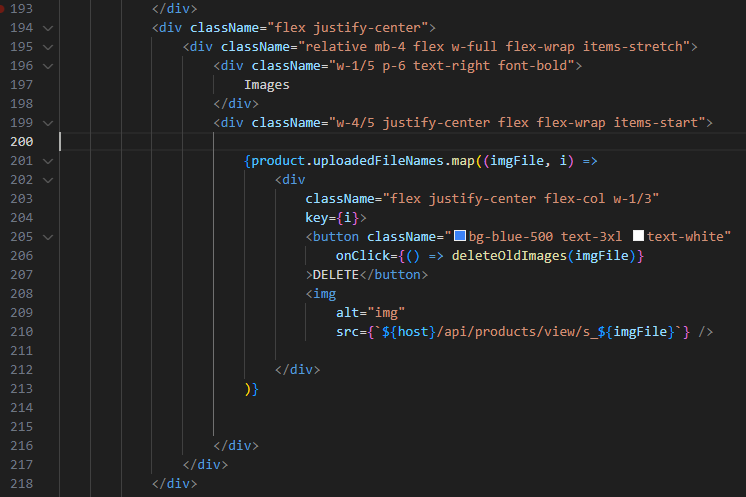 193 </div>
194 <div className="flex justify-center">
195 <div className="relative mb-4 flex w-full flex-wrap items-stretch">
196 <div className="w-1/5 p-6 text-right font-bold">
197 Images
198 </div>
199 <div className="w-4/5 justify-center flex flex-wrap items-start">
200
201 {product.uploadedFileNames.map((imgFile, i) =>
202 <div
203 className="flex justify-center flex-col w-1/3"
204 key={i}>
205 <button className="bg-blue-500 text-3xl text-white"
206 onClick={() => deleteOldImages(imgFile)}
207 >DELETE</button>
208 <img
209 alt="img"
210 src={`${host}/api/products/view/s_${imgFile}`} />
211
212 </div>
213 )}
214
215
216 </div>
217 </div>
218 </div>